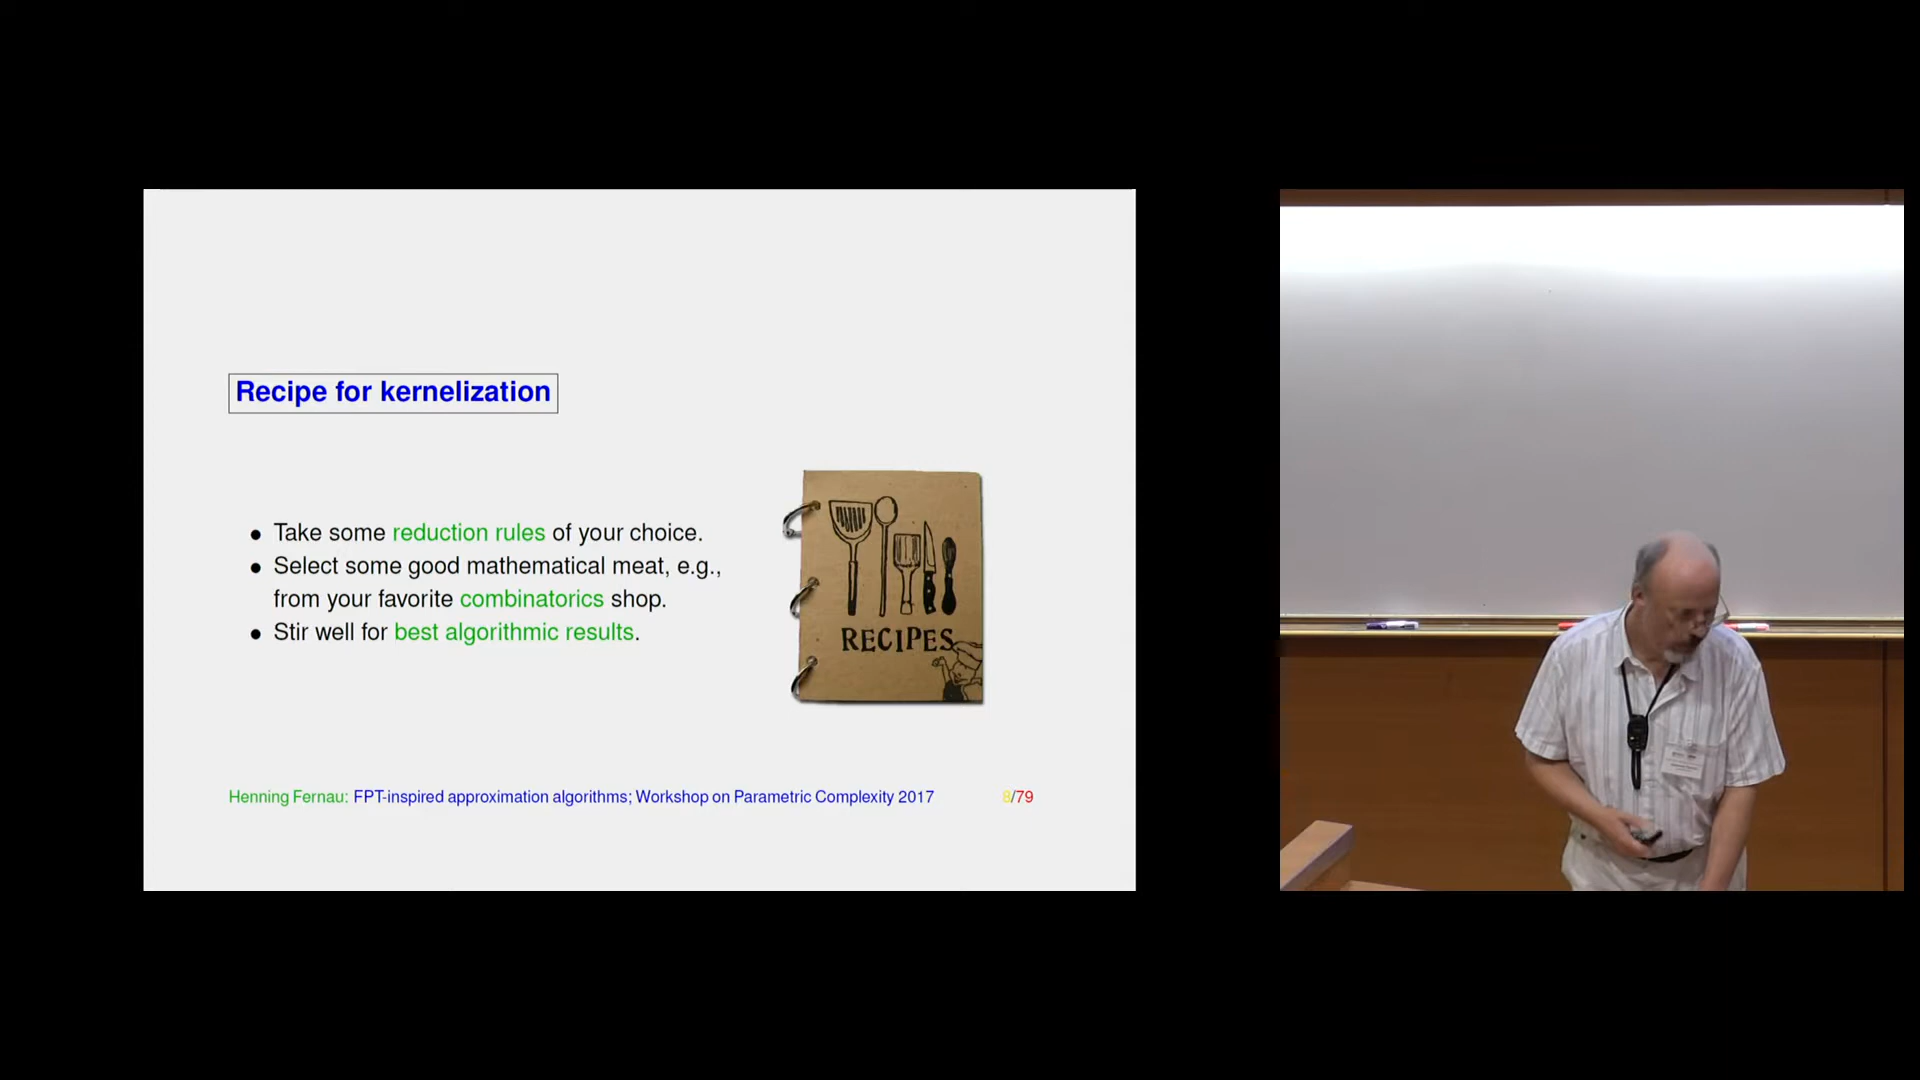 Recipe for kernelization
• Take some reduction rules of your choice.
• Select some good mathematical meat, e.g.,
from your favorite combinatorics shop.
• Stir well for best algorithmic results.
RECIPES
Henning Fernau: FPT-inspired approximation algorithms; Workshop on Parametric Complexity 2017
8/79